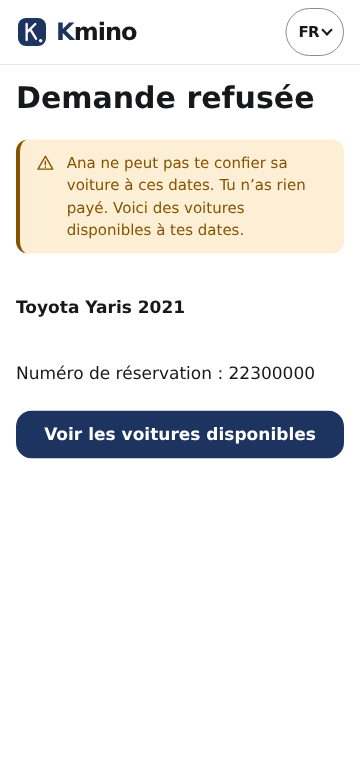 K. Kmino
FR
Demande refusée
Ana ne peut pas te confier sa
voiture à ces dates. Tu n’as rien
payé. Voici des voitures
disponibles à tes dates.
Toyota Yaris 2021
Numéro de réservation : 22300000
Voir les voitures disponibles